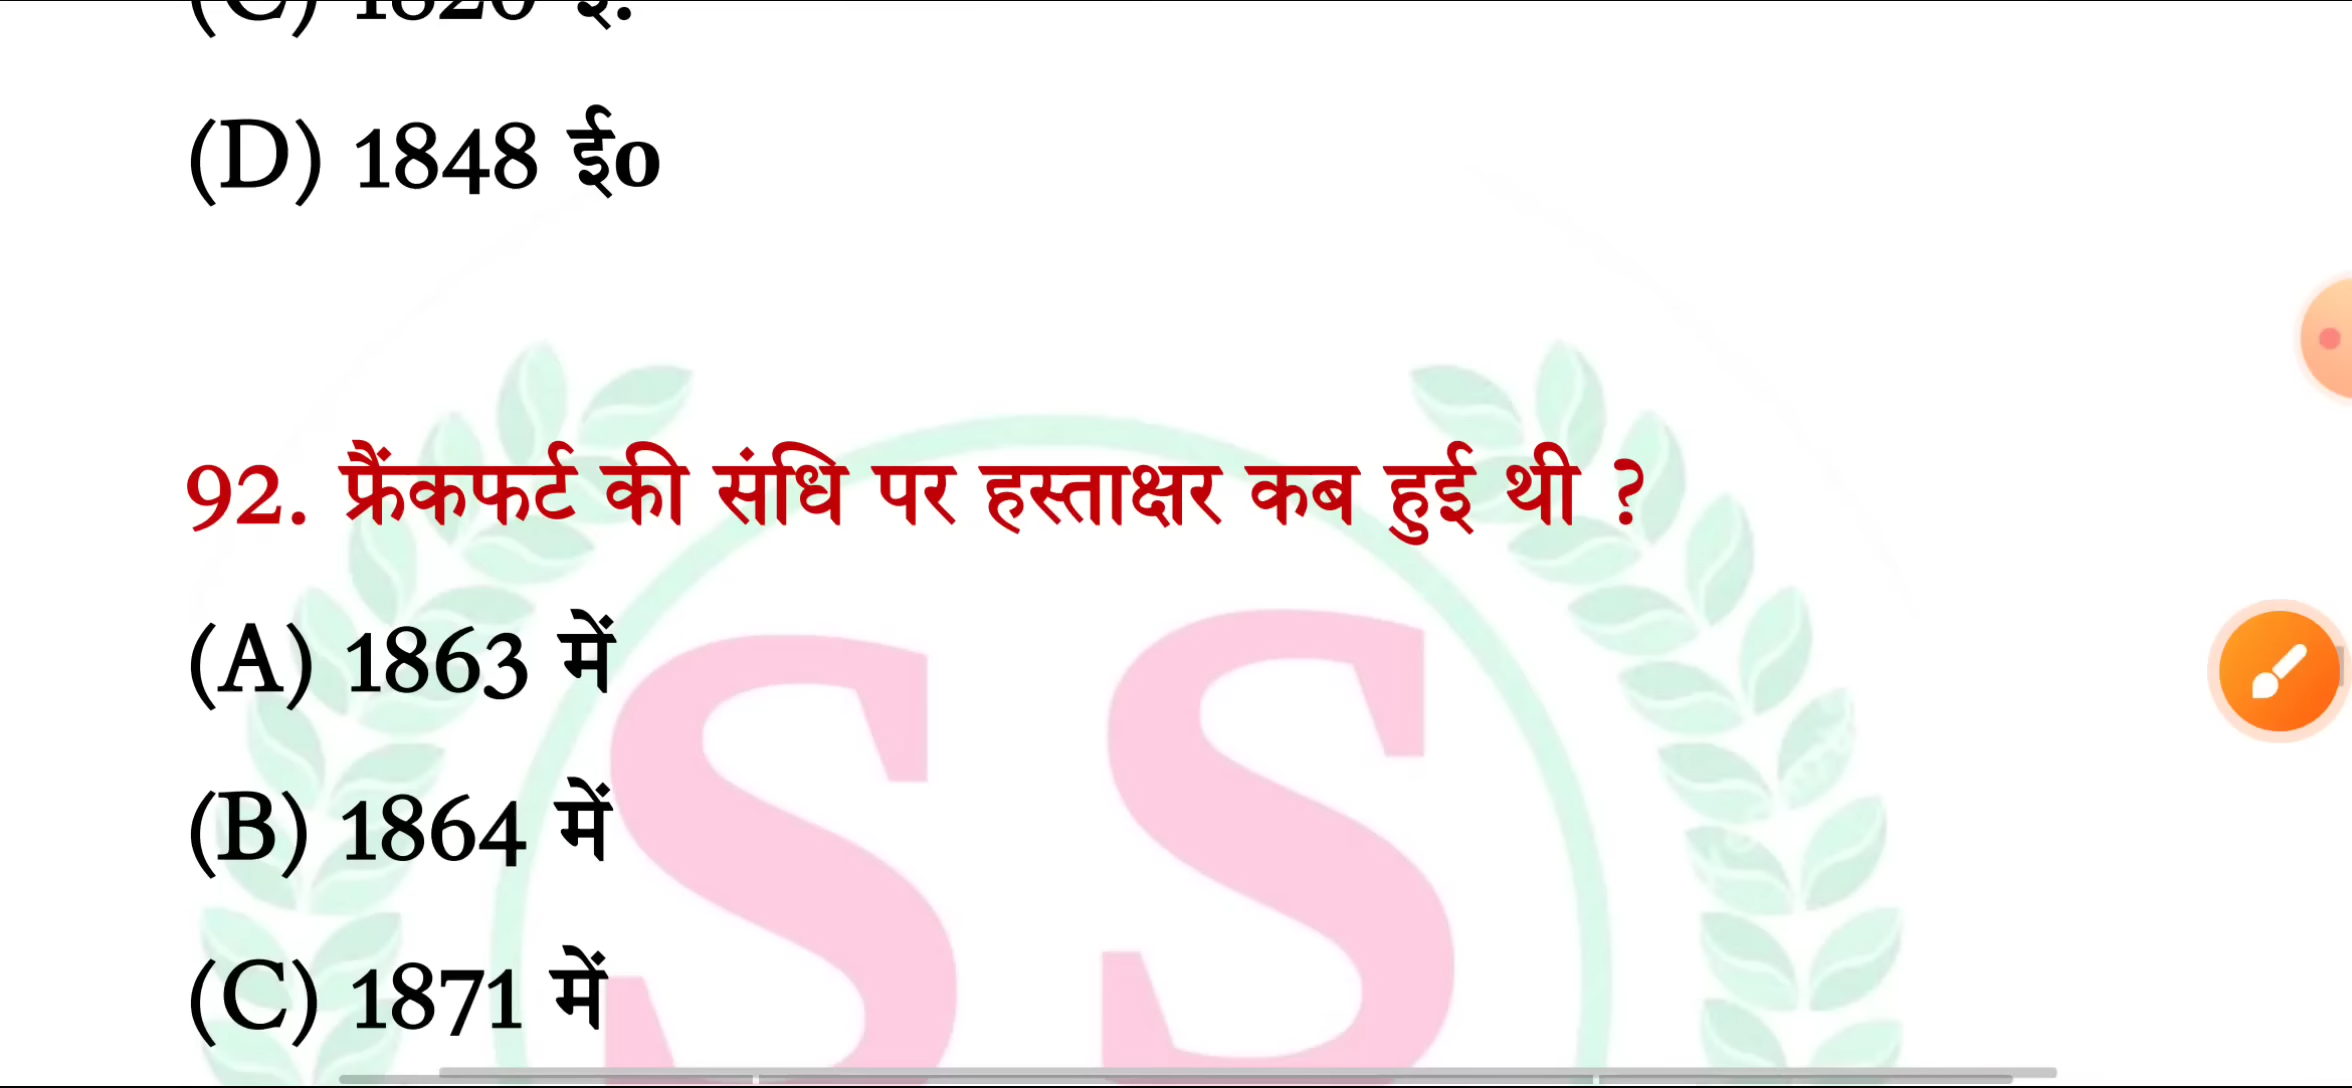 (D) 1848 ई०
92. फ्रैंकफर्ट की संधि पर हस्ताक्षर कब हुई थी ?
(A) 1863 में
(B) 1864 में
(C) 1871 में
S S